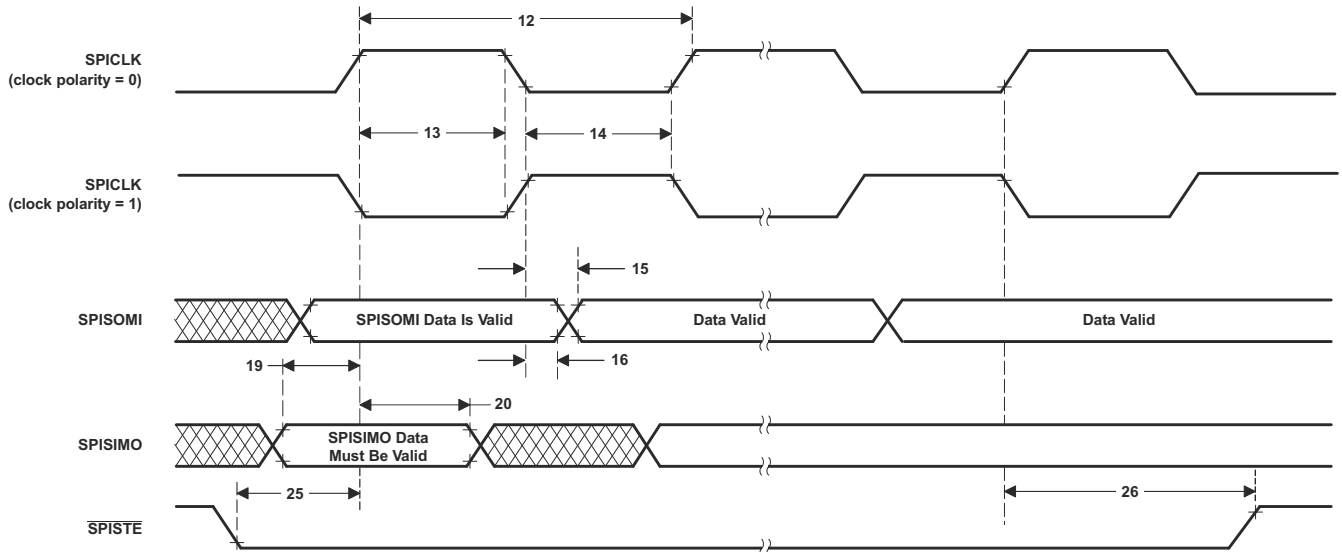 12
SPICLK
(clock polarity = 0)
13
14
SPICLK
(clock polarity = 1)
15
SPISOMI
SPISOMI Data Is Valid
Data Valid
Data Valid
16
19
20
SPISIMO
SPISIMO Data
Must Be Valid
25
26
SPISTE